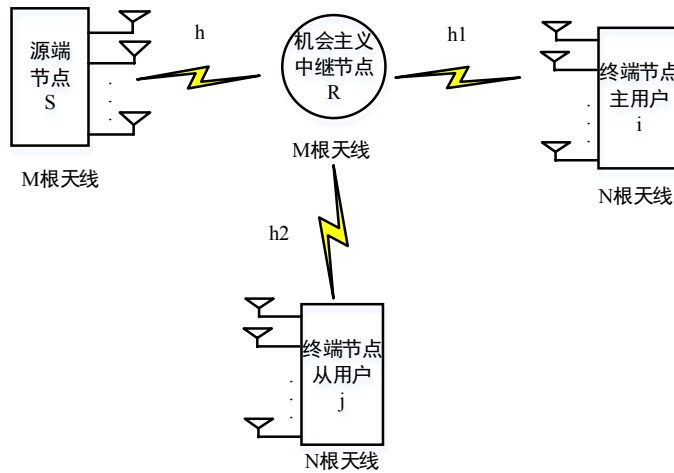 源端
节点
S
M根天线
h
机会主义
中继节点
R
M根天线
h1
终端节点
主用户
i
N根天线
h2
终端节点
从用户
j
N根天线